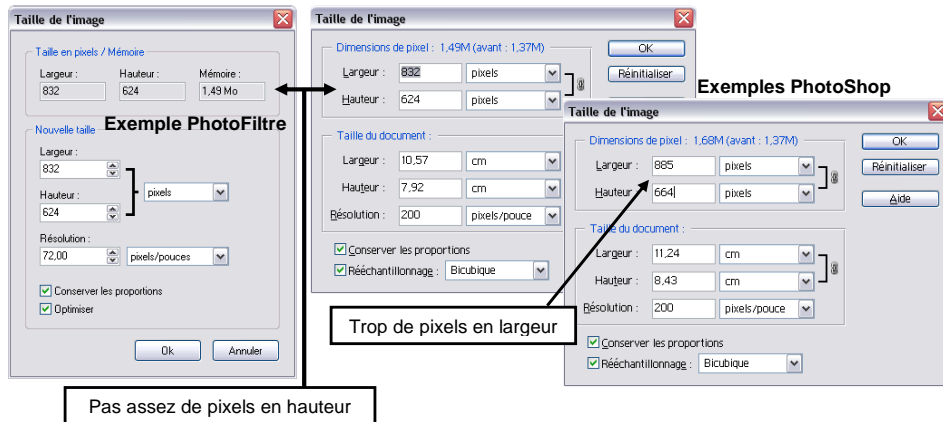 Taille de l'image
Taille en pixels / Mémoire
Largeur : Hauteur : Mémoire :
832 624 1,49 Mo
Nouvelle taille
Exemple PhotoFiltre
Largeur :
832
Hauteur :
pixels
624
Résolution :
72,00 pixels/pouces
Conserver les proportions
Optimiser
Ok Annuler
Pas assez de pixels en hauteur
Taille de l'image
Dimensions de pixel : 1,49M (avant : 1,37M)
OK
Largeur : 832 pixels
Réinitialiser
Hauteur : 624 pixels
Taille du document :
Largeur : 10,57 cm
Hauteur : 7,92 cm
Résolution : 200 pixels/pouce
Conserver les proportions
Rééchantillonnage : Bicubique
Trop de pixels en largeur
Exemples PhotoShop
Taille de l'image
Dimensions de pixel : 1,68M (avant : 1,37M)
OK
Largeur : 885 pixels
Réinitialiser
Hauteur 664 pixels
Aide
Taille du document :
Largeur : 11,24 cm
Hauteur : 8,43 cm
Résolution : 200 pixels/pouce
Conserver les proportions
Rééchantillonnage : Bicubique